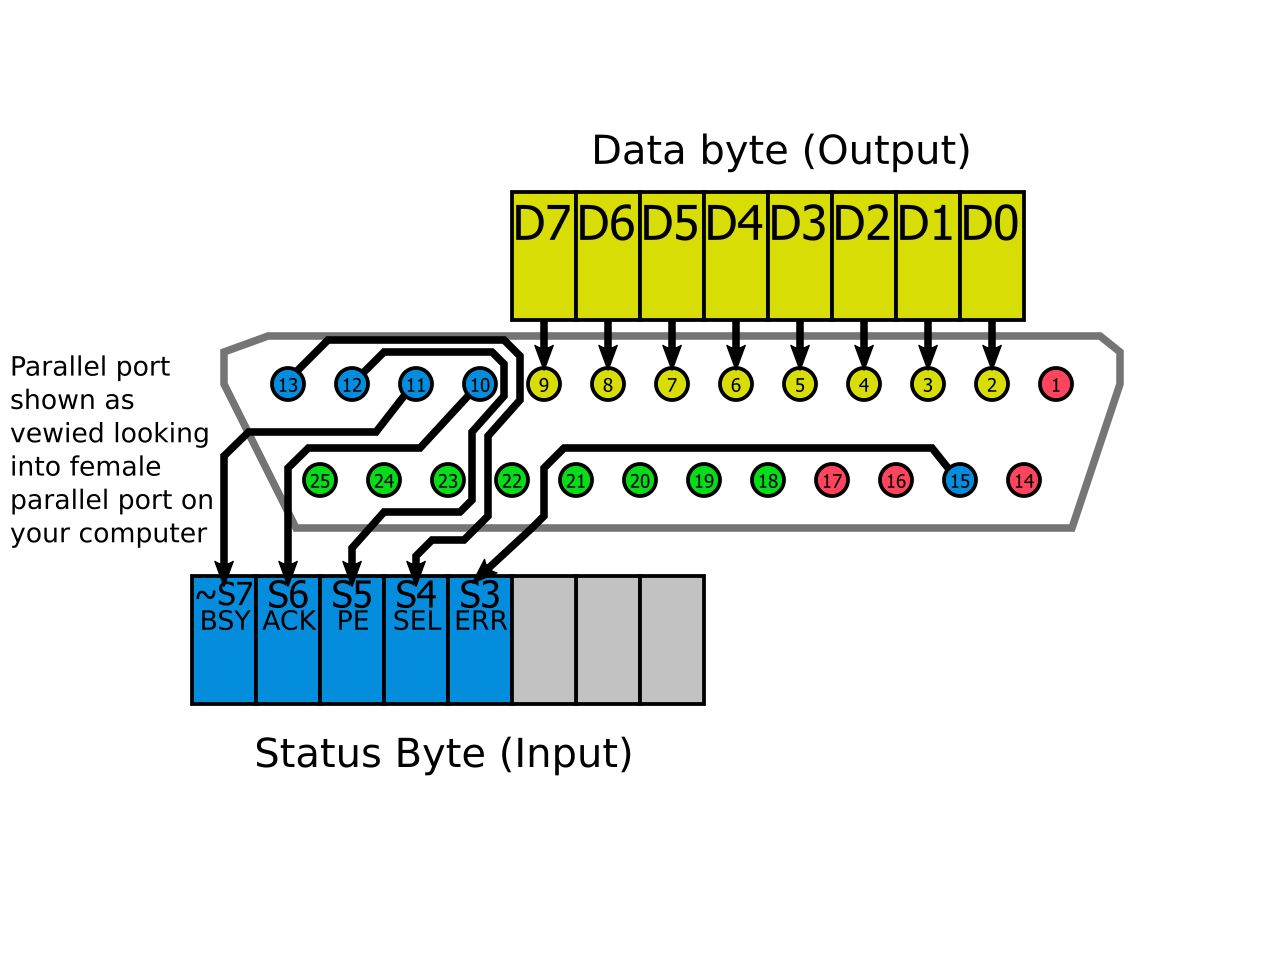 Data byte (Output)
D7 D6 D5 D4 D3 D2 D1 D0
13 12 11 10 9 8 7 6 5 4 3 2 1
Parallel port
shown as
vewied looking
into female
parallel port on
your computer
25 24 23 22 21 20 19 18 17 16 15 14
~S7 S6 S5 S4 S3
BSY ACK PE SEL ERR
Status Byte (Input)